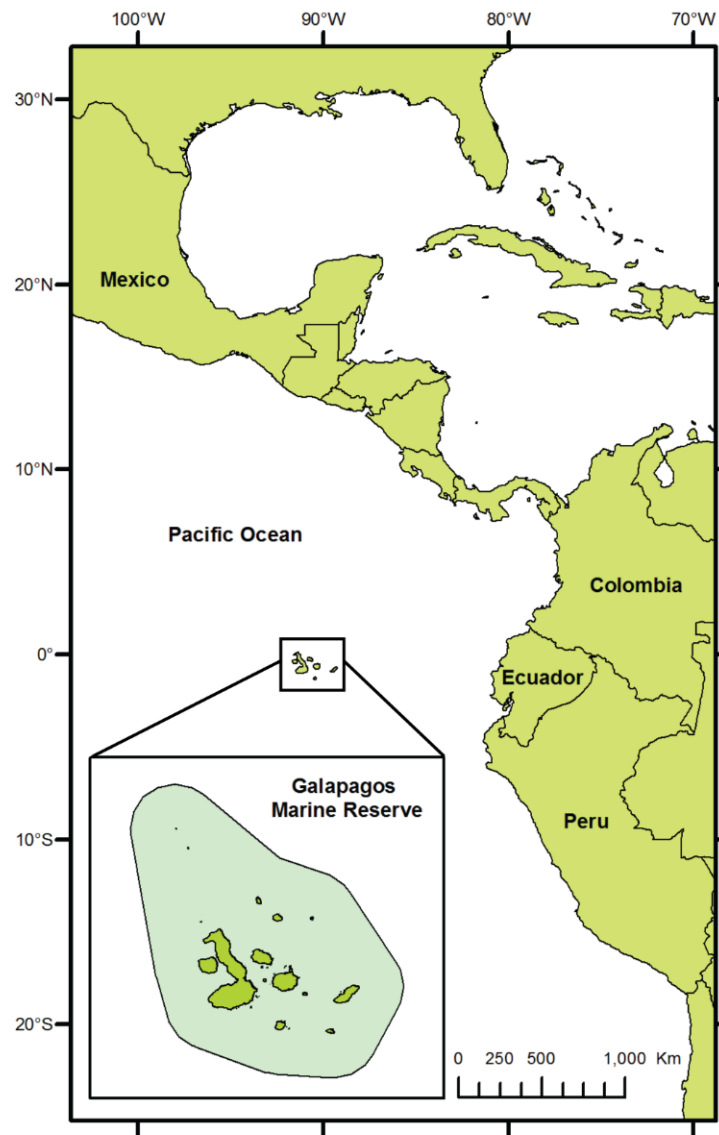 100°W 90°W 80°W 70°W
30°N
20°N
Mexico
10°N
Pacific Ocean
Colombia
0°
Ecuador
Galapagos
Marine Reserve
10°S
Peru
20°S
0 250 500 1,000 Km